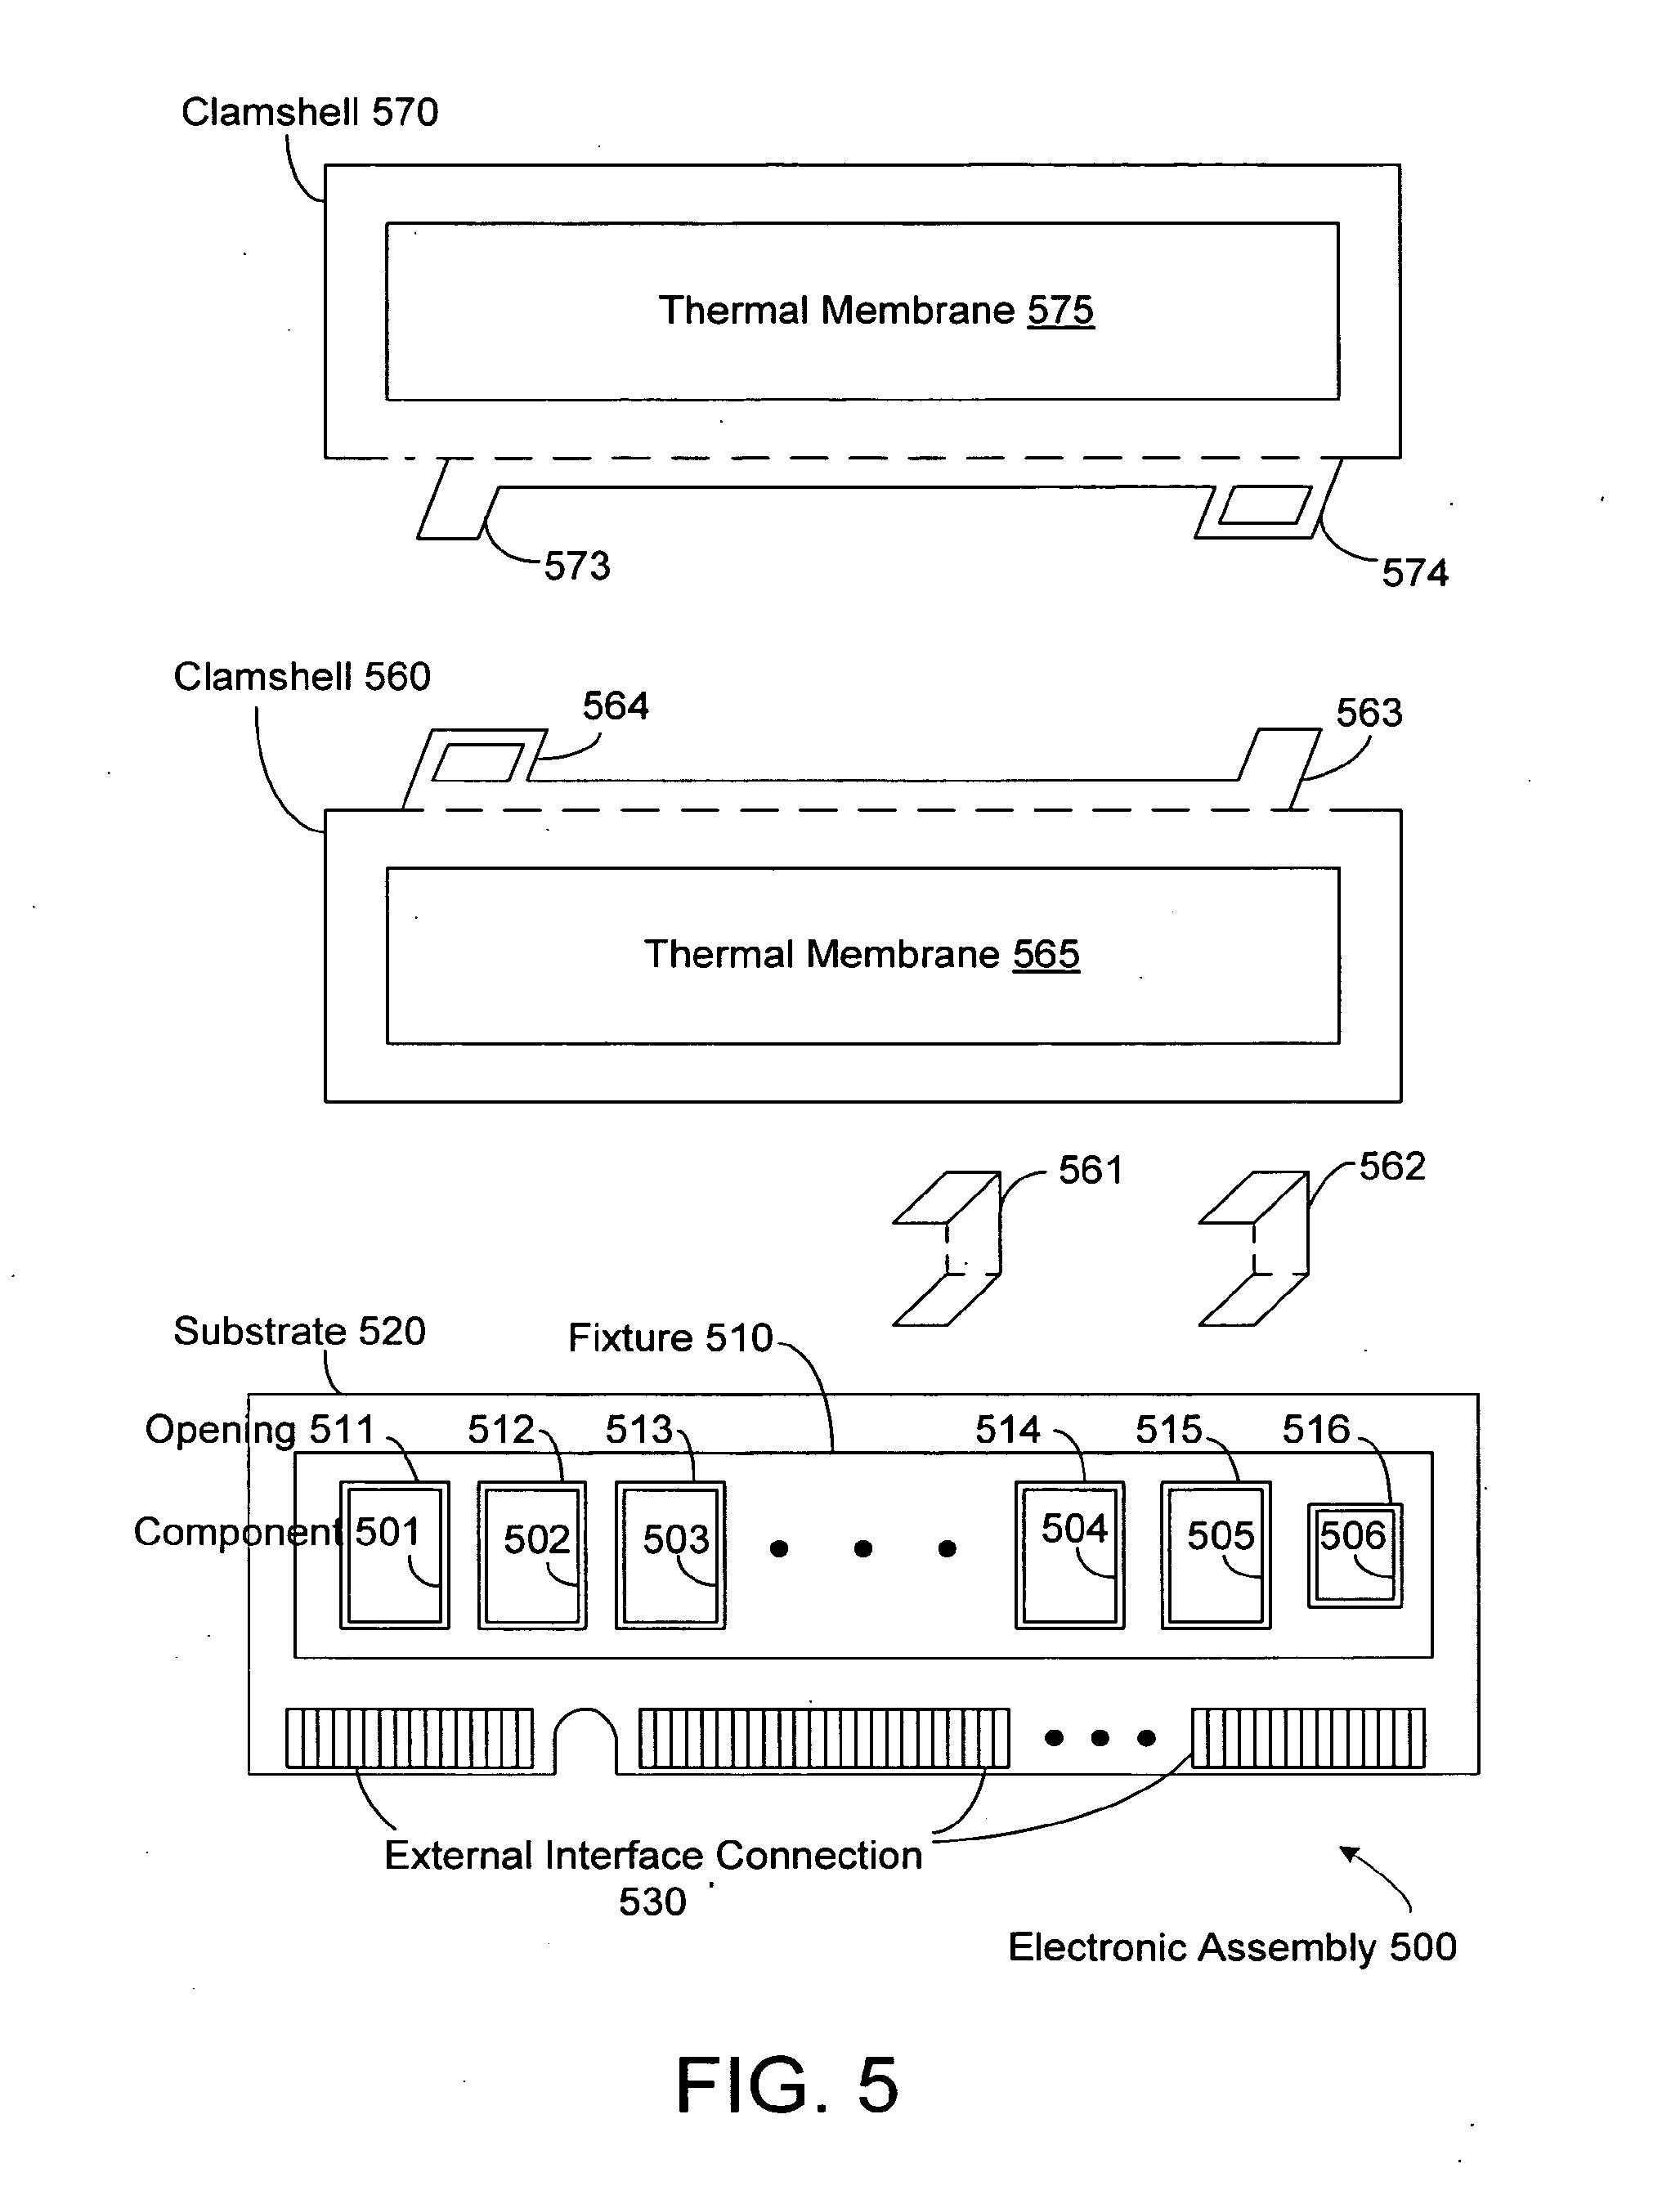 Clamshell 570
Thermal Membrane 575
573
574
Clamshell 560
564
563
Thermal Membrane 565
561
562
Substrate 520
Fixture 510
Opening 511
512
513
514
515
516
Component 501
502
503
504
505
506
External Interface Connection
530
Electronic Assembly 500
FIG. 5